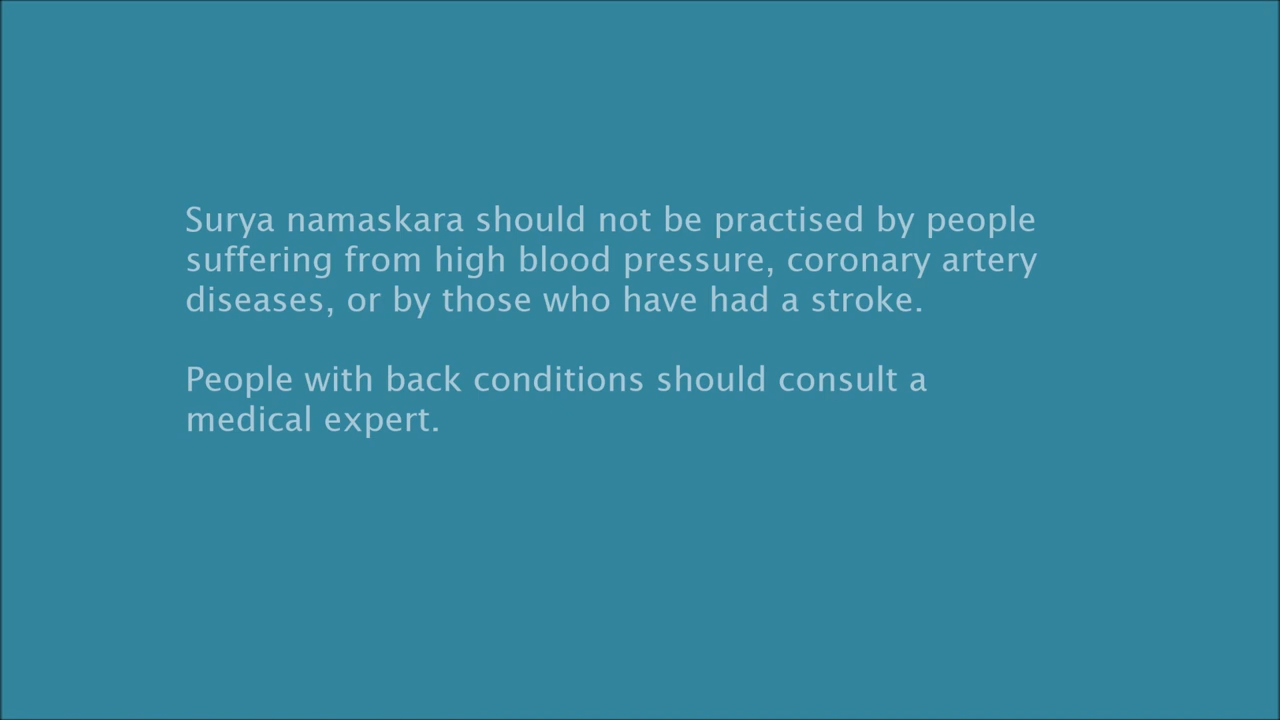 Surya namaskara should not be practised by people
suffering from high blood pressure, coronary artery
diseases, or by those who have had a stroke.
People with back conditions should consult a
medical expert.